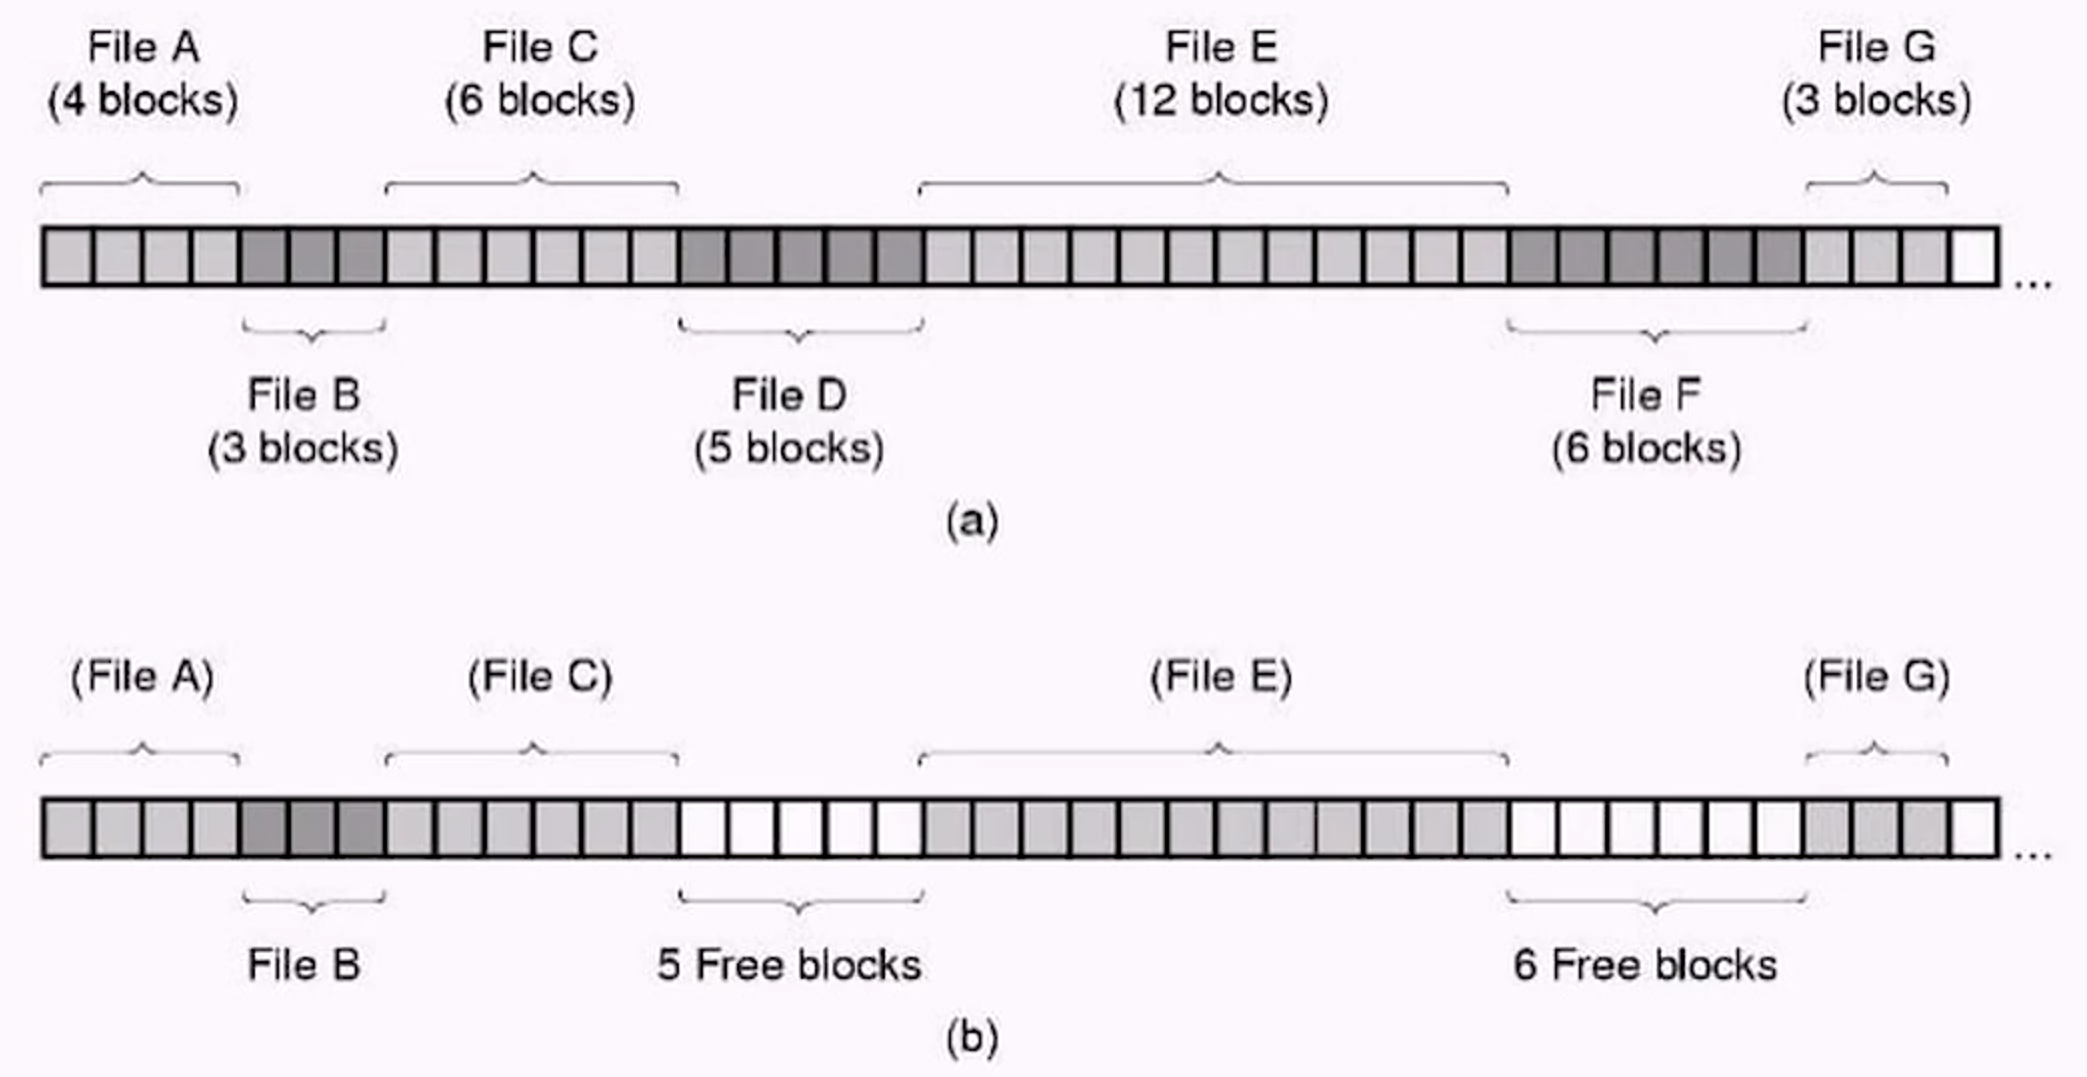 File A
(4 blocks)
File C
(6 blocks)
File E
(12 blocks)
File G
(3 blocks)
...
File B
(3 blocks)
File D
(5 blocks)
File F
(6 blocks)
(a)
(File A)
(File C)
(File E)
(File G)
...
File B
5 Free blocks
6 Free blocks
(b)